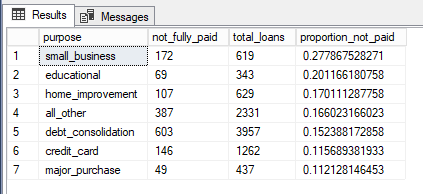 Results Messages
purpose not_fully_paid total_loans proportion_not_paid
1 small_business 172 619 0.277867528271
2 educational 69 343 0.201166180758
3 home_improvement 107 629 0.170111287758
4 all_other 387 2331 0.166023166023
5 debt_consolidation 603 3957 0.152388172858
6 credit_card 146 1262 0.115689381933
7 major_purchase 49 437 0.112128146453